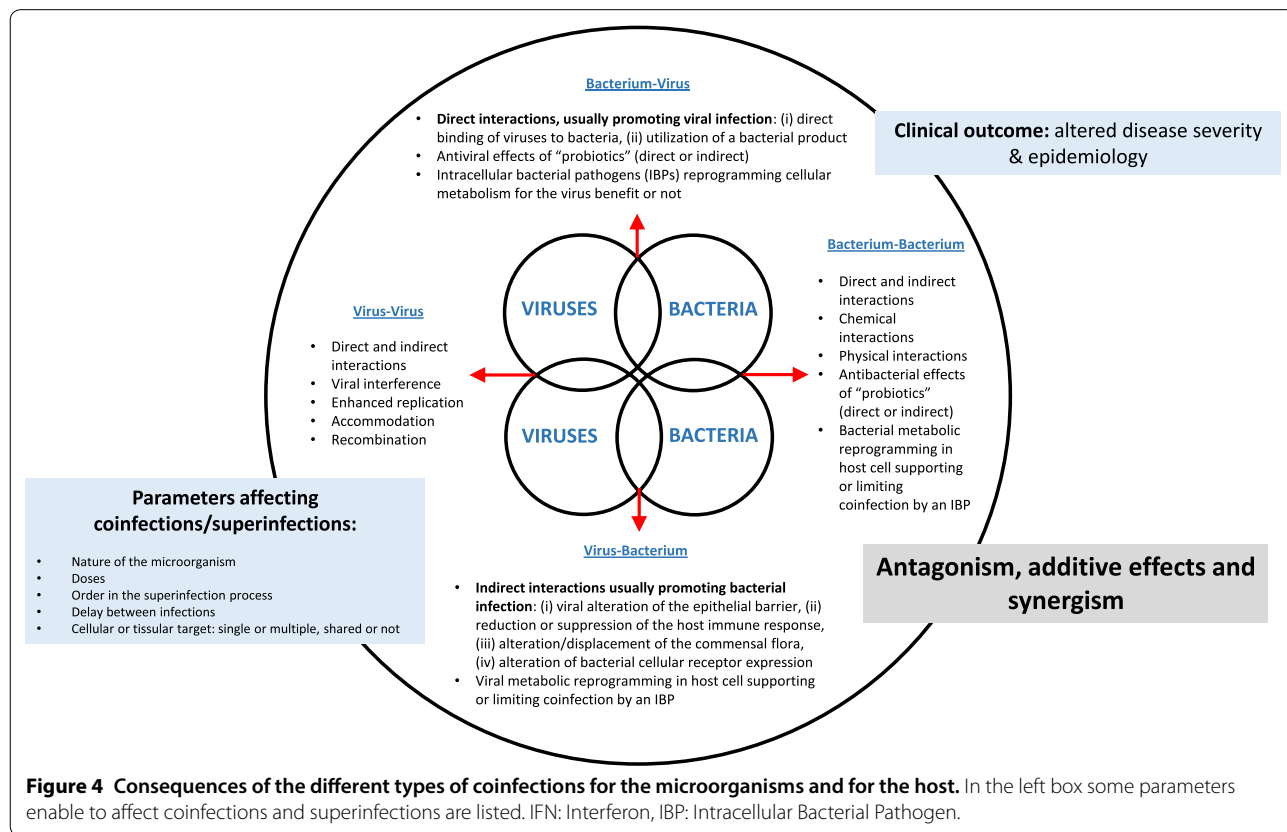 Bacterium-Virus
• Direct interactions, usually promoting viral infection: (i) direct
binding of viruses to bacteria, (ii) utilization of a bacterial product
• Antiviral effects of “probiotics” (direct or indirect)
• Intracellular bacterial pathogens (IBPs) reprogramming cellular
metabolism for the virus benefit or not
Clinical outcome: altered disease severity
& epidemiology
Virus-Virus
• Direct and indirect
interactions
• Viral interference
• Enhanced replication
• Accommodation
• Recombination
VIRUSES
BACTERIA
VIRUSES
BACTERIA
Bacterium-Bacterium
• Direct and indirect
interactions
• Chemical
interactions
• Physical interactions
• Antibacterial effects
of “probiotics”
(direct or indirect)
• Bacterial metabolic
reprogramming in
host cell supporting
or limiting
coinfection by an IBP
Parameters affecting
coinfections/superinfections:
• Nature of the microorganism
• Doses
• Order in the superinfection process
• Delay between infections
• Cellular or tissular target: single or multiple, shared or not
Virus-Bacterium
• Indirect interactions usually promoting bacterial
infection: (i) viral alteration of the epithelial barrier, (ii)
reduction or suppression of the host immune response,
(iii) alteration/displacement of the commensal flora,
(iv) alteration of bacterial cellular receptor expression
• Viral metabolic reprogramming in host cell supporting
or limiting coinfection by an IBP
Antagonism, additive effects and
synergism
Figure 4 Consequences of the different types of coinfections for the microorganisms and for the host. In the left box some parameters
enable to affect coinfections and superinfections are listed. IFN: Interferon, IBP: Intracellular Bacterial Pathogen.